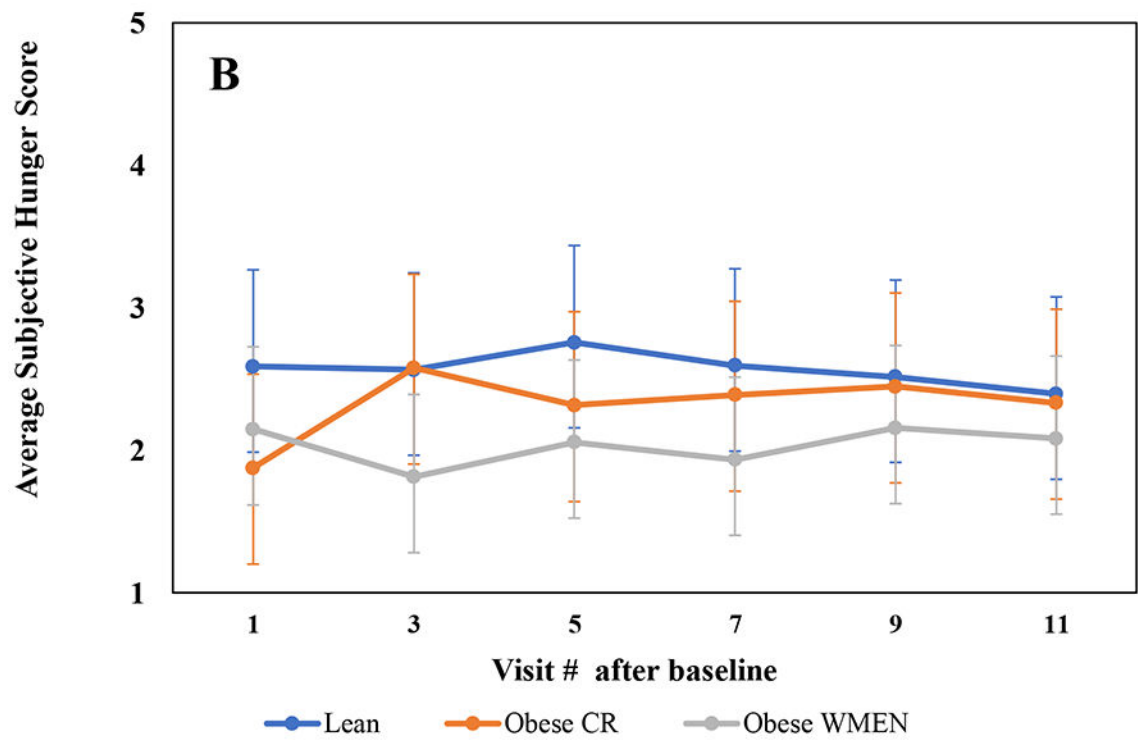 B
Average Subjective Hunger Score
5
4
3
2
1
1 3 5 7 9 11
Visit # after baseline
Lean Obese CR Obese WMEN